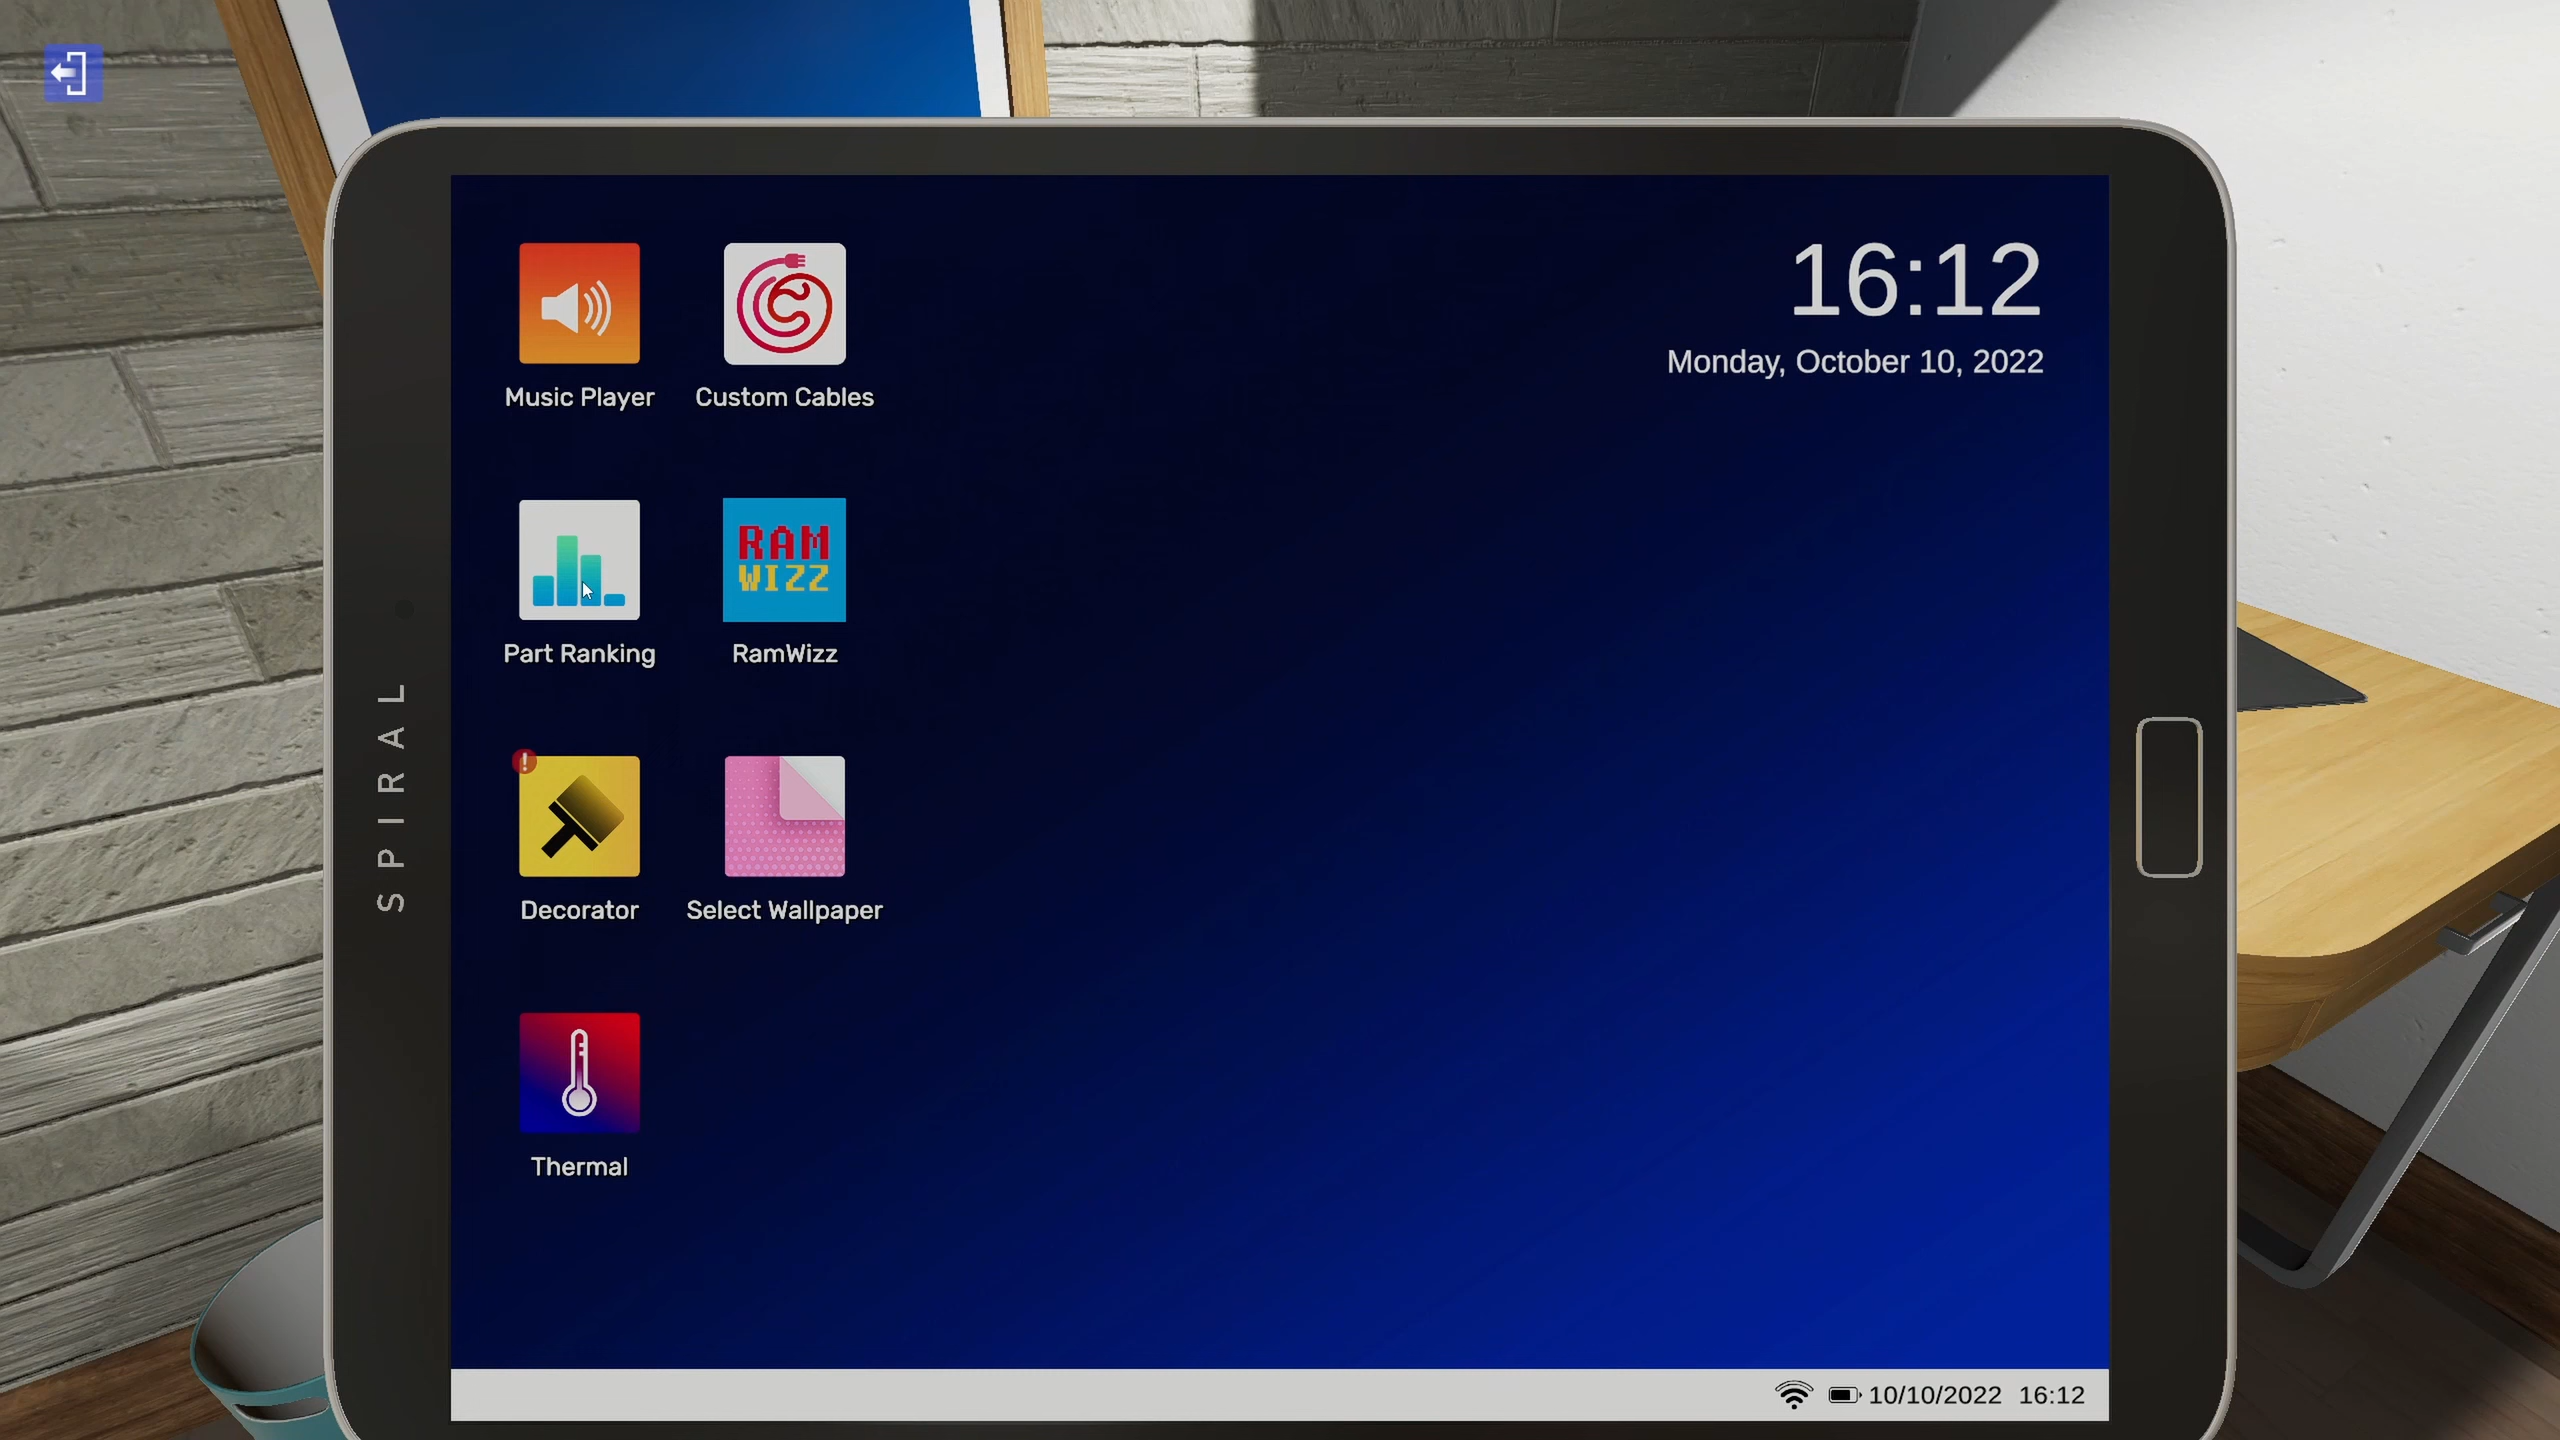 16:12
Monday, October 10, 2022
Music Player
Custom Cables
RAM
WIZZ
Part Ranking
RamWizz
Decorator
Select Wallpaper
Thermal
SPIRAL
10/10/2022 16:12